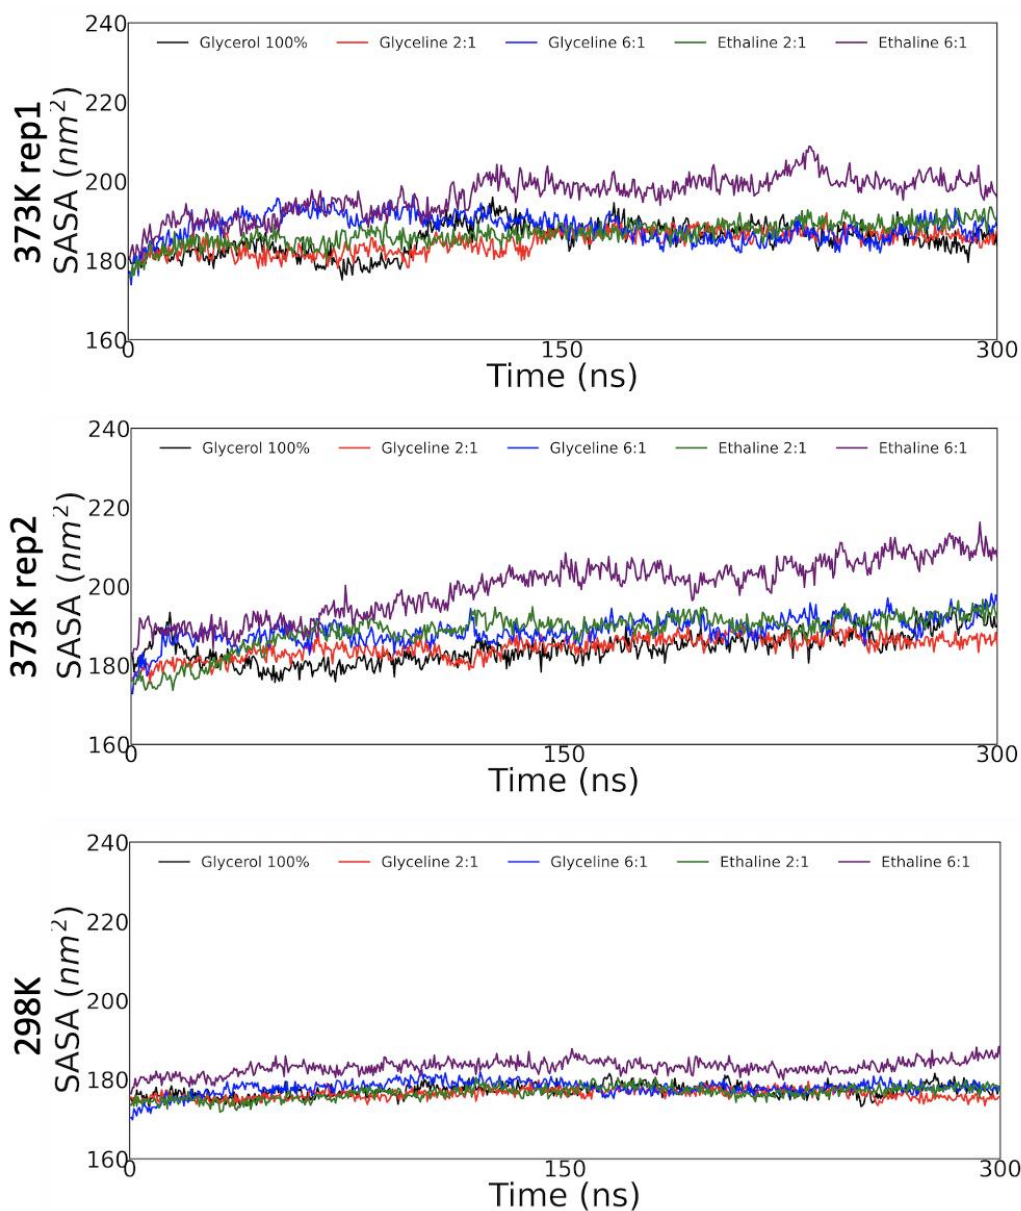 240
Glycerol 100% Glyceline 2:1 Glyceline 6:1 Ethaline 2:1 Ethaline 6:1
220
373K rep1
SASA (nm²)
200
180
160
0 150 300
Time (ns)
240
Glycerol 100% Glyceline 2:1 Glyceline 6:1 Ethaline 2:1 Ethaline 6:1
220
373K rep2
SASA (nm²)
200
180
160
0 150 300
Time (ns)
240
Glycerol 100% Glyceline 2:1 Glyceline 6:1 Ethaline 2:1 Ethaline 6:1
220
298K
SASA (nm²)
200
180
160
0 150 300
Time (ns)